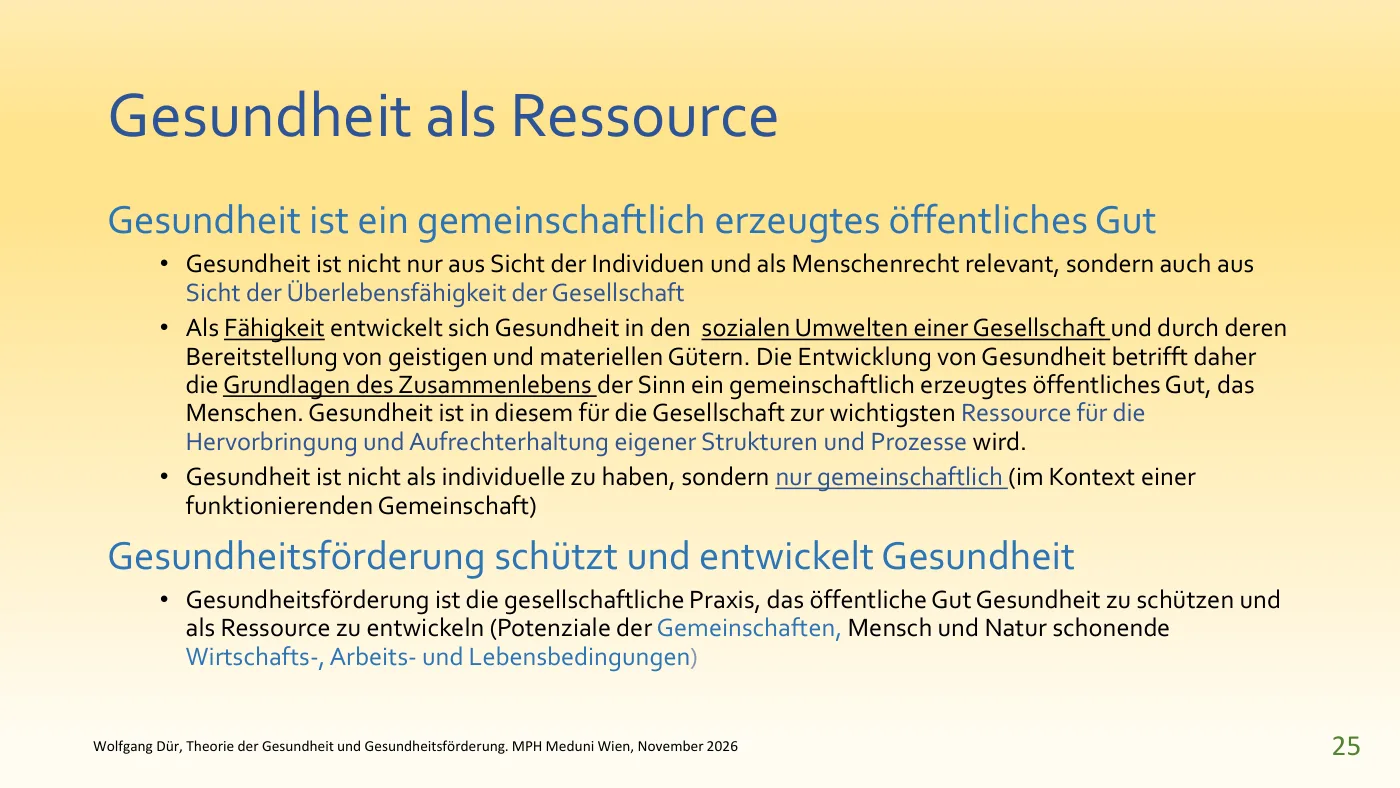 Gesundheit als Ressource
Gesundheit ist ein gemeinschaftlich erzeugtes öffentliches Gut
• Gesundheit ist nicht nur aus Sicht der Individuen und als Menschenrecht relevant, sondern auch aus
Sicht der Überlebensfähigkeit der Gesellschaft
• Als Fähigkeit entwickelt sich Gesundheit in den sozialen Umwelten einer Gesellschaft und durch deren
Bereitstellung von geistigen und materiellen Gütern. Die Entwicklung von Gesundheit betrifft daher
die Grundlagen des Zusammenlebens der Sinn ein gemeinschaftlich erzeugtes öffentliches Gut, das
Menschen. Gesundheit ist in diesem für die Gesellschaft zur wichtigsten Ressource für die
Hervorbringung und Aufrechterhaltung eigener Strukturen und Prozesse wird.
• Gesundheit ist nicht als individuelle zu haben, sondern nur gemeinschaftlich (im Kontext einer
funktionierenden Gemeinschaft)
Gesundheitsförderung schützt und entwickelt Gesundheit
• Gesundheitsförderung ist die gesellschaftliche Praxis, das öffentliche Gut Gesundheit zu schützen und
als Ressource zu entwickeln (Potenziale der Gemeinschaften, Mensch und Natur schonende
Wirtschafts-, Arbeits- und Lebensbedingungen)
Wolfgang Dür, Theorie der Gesundheit und Gesundheitsförderung. MPH Meduni Wien, November 2026
25